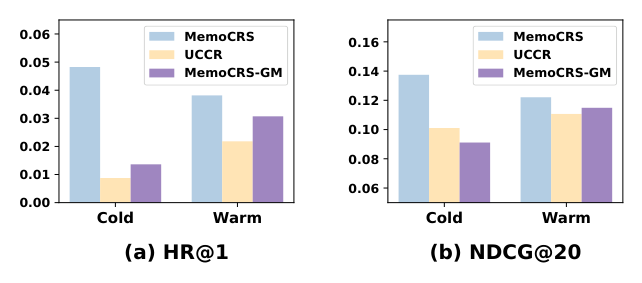 0.06
0.05
0.04
0.03
0.02
0.01
0.00
MemoCRS
UCCR
MemoCRS-GM
Cold
Warm
(a) HR@1
0.16
0.14
0.12
0.10
0.08
0.06
MemoCRS
UCCR
MemoCRS-GM
Cold
Warm
(b) NDCG@20